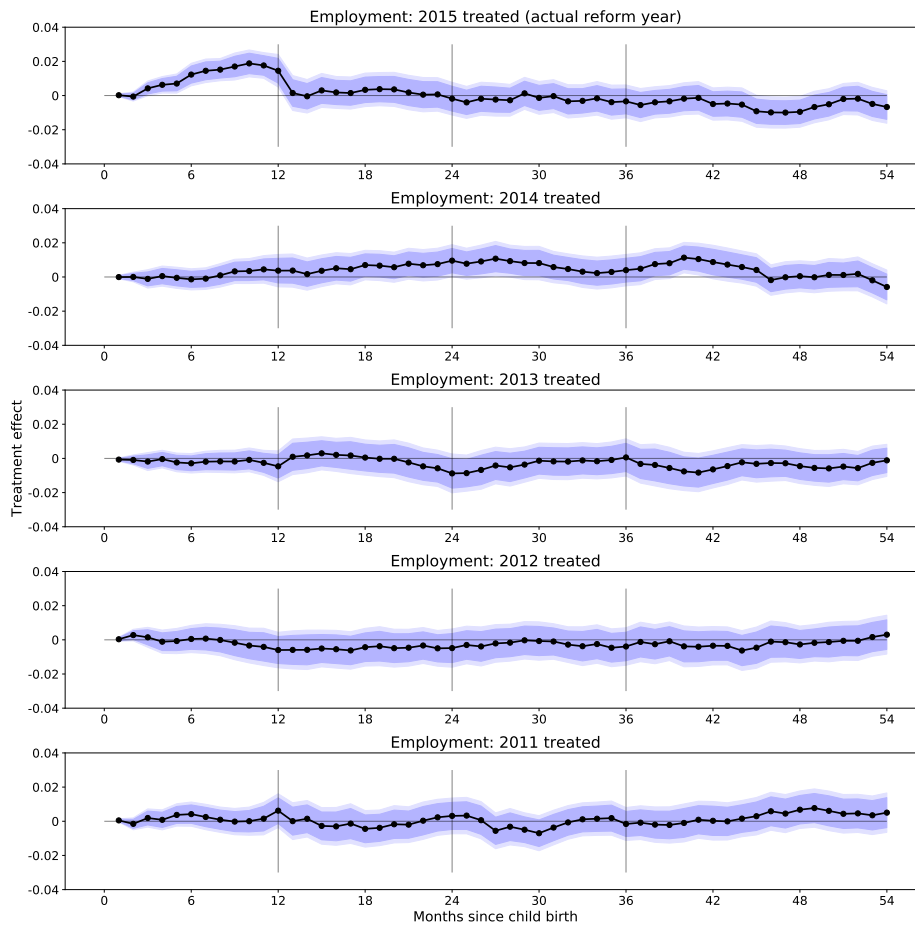 Employment: 2015 treated (actual reform year)
0.04
0.02
0
-0.02
-0.04
0 6 12 18 24 30 36 42 48 54
Employment: 2014 treated
0.04
0.02
0
-0.02
-0.04
0 6 12 18 24 30 36 42 48 54
Employment: 2013 treated
0.04
0.02
0
-0.02
-0.04
0 6 12 18 24 30 36 42 48 54
Treatment effect
Employment: 2012 treated
0.04
0.02
0
-0.02
-0.04
0 6 12 18 24 30 36 42 48 54
Employment: 2011 treated
0.04
0.02
0
-0.02
-0.04
0 6 12 18 24 30 36 42 48 54
Months since child birth